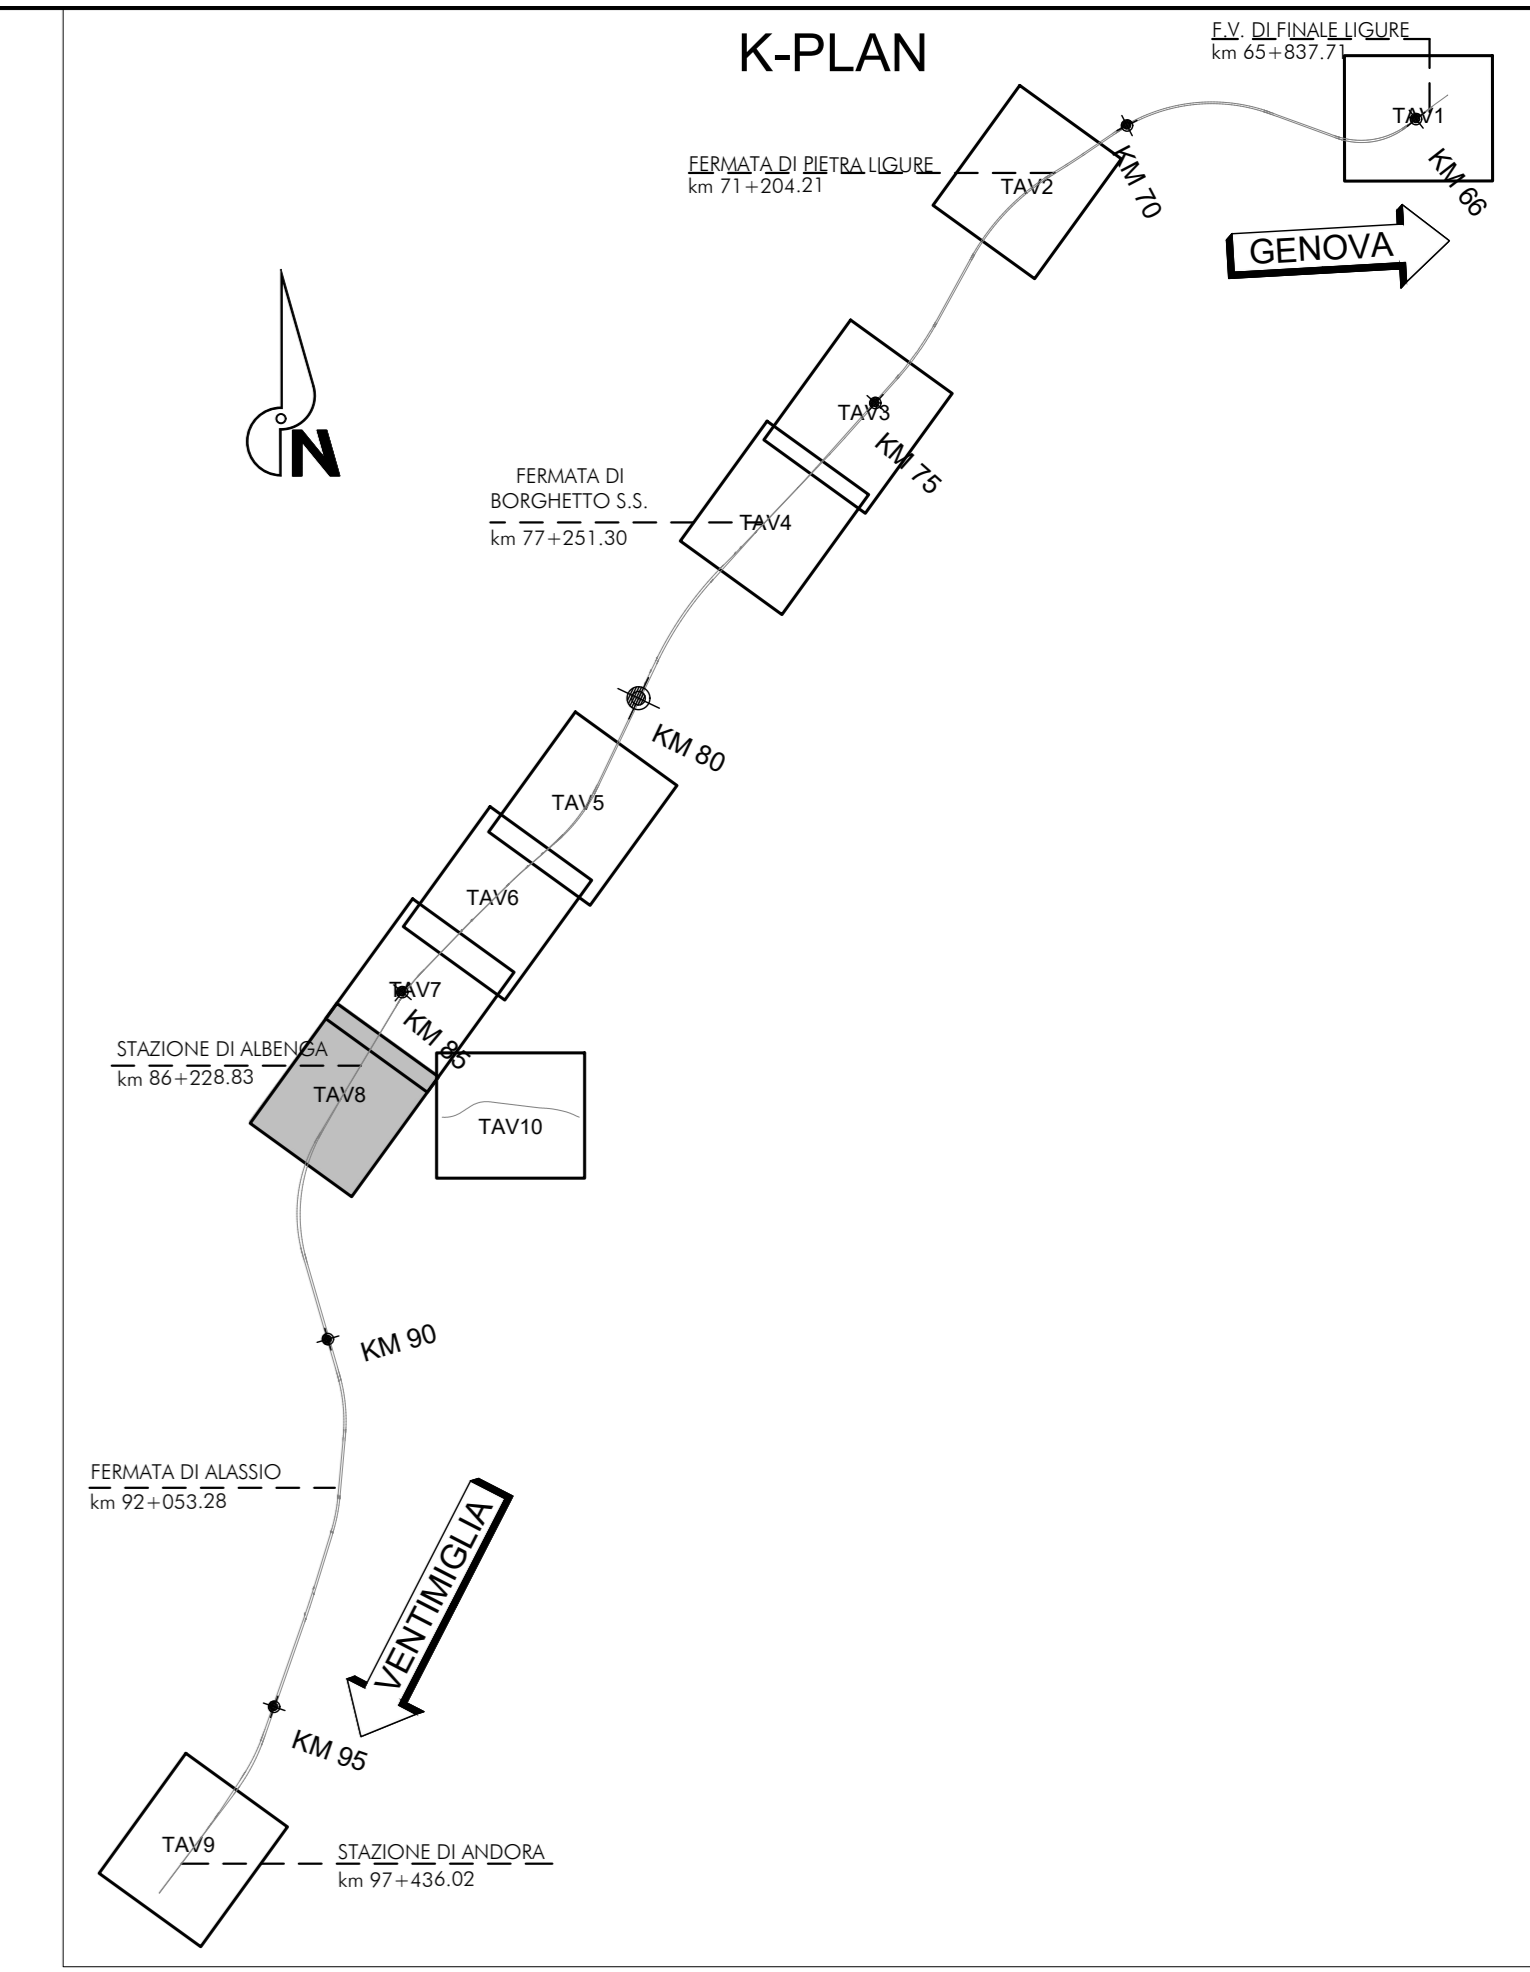 K-PLAN
F.V. DI FINALE LIGURE
km 65+837.71
TAV1
KM 66
KM 70
FERMATA DI PIETRA LIGURE
km 71+204.21
TAV2
GENOVA
N
TAV3
KM 75
FERMATA DI
BORGHETTO S.S.
km 77+251.30
TAV4
KM 80
TAV5
TAV6
TAV7
KM 85
STAZIONE DI ALBENGA
km 86+228.83
TAV8
TAV10
KM 90
FERMATA DI ALASSIO
km 92+053.28
VENTIMIGLIA
KM 95
TAV9
STAZIONE DI ANDORA
km 97+436.02